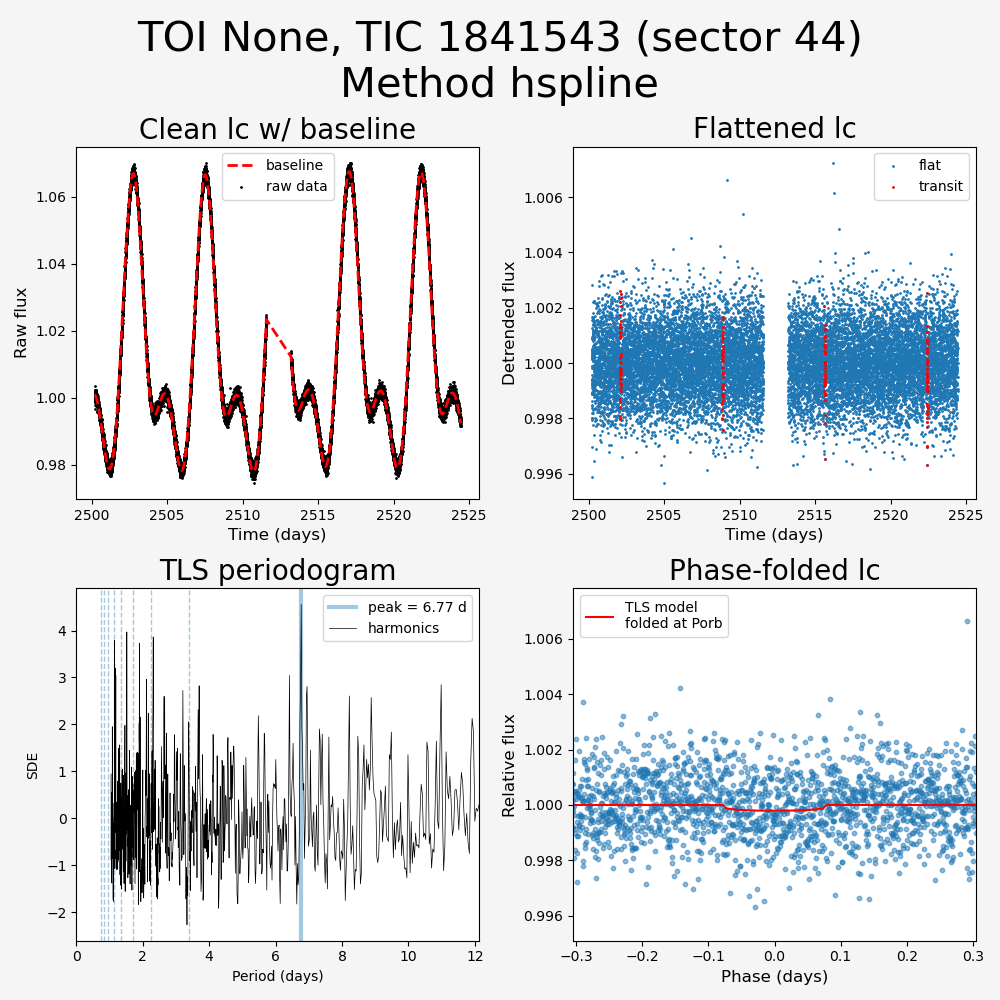 TOI None, TIC 1841543 (sector 44)
Method hspline
Clean lc w/ baseline
baseline
raw data
Raw flux
1.06
1.04
1.02
1.00
0.98
2500
2505
2510
2515
2520
2525
Time (days)
Flattened lc
flat
transit
Detrended flux
1.006
1.004
1.002
1.000
0.998
0.996
2500
2505
2510
2515
2520
2525
Time (days)
TLS periodogram
peak = 6.77 d
harmonics
SDE
4
3
2
1
0
−1
−2
0
2
4
6
8
10
12
Period (days)
Phase-folded lc
TLS model
folded at Porb
Relative flux
1.006
1.004
1.002
1.000
0.998
0.996
−0.3
−0.2
−0.1
0.0
0.1
0.2
0.3
Phase (days)